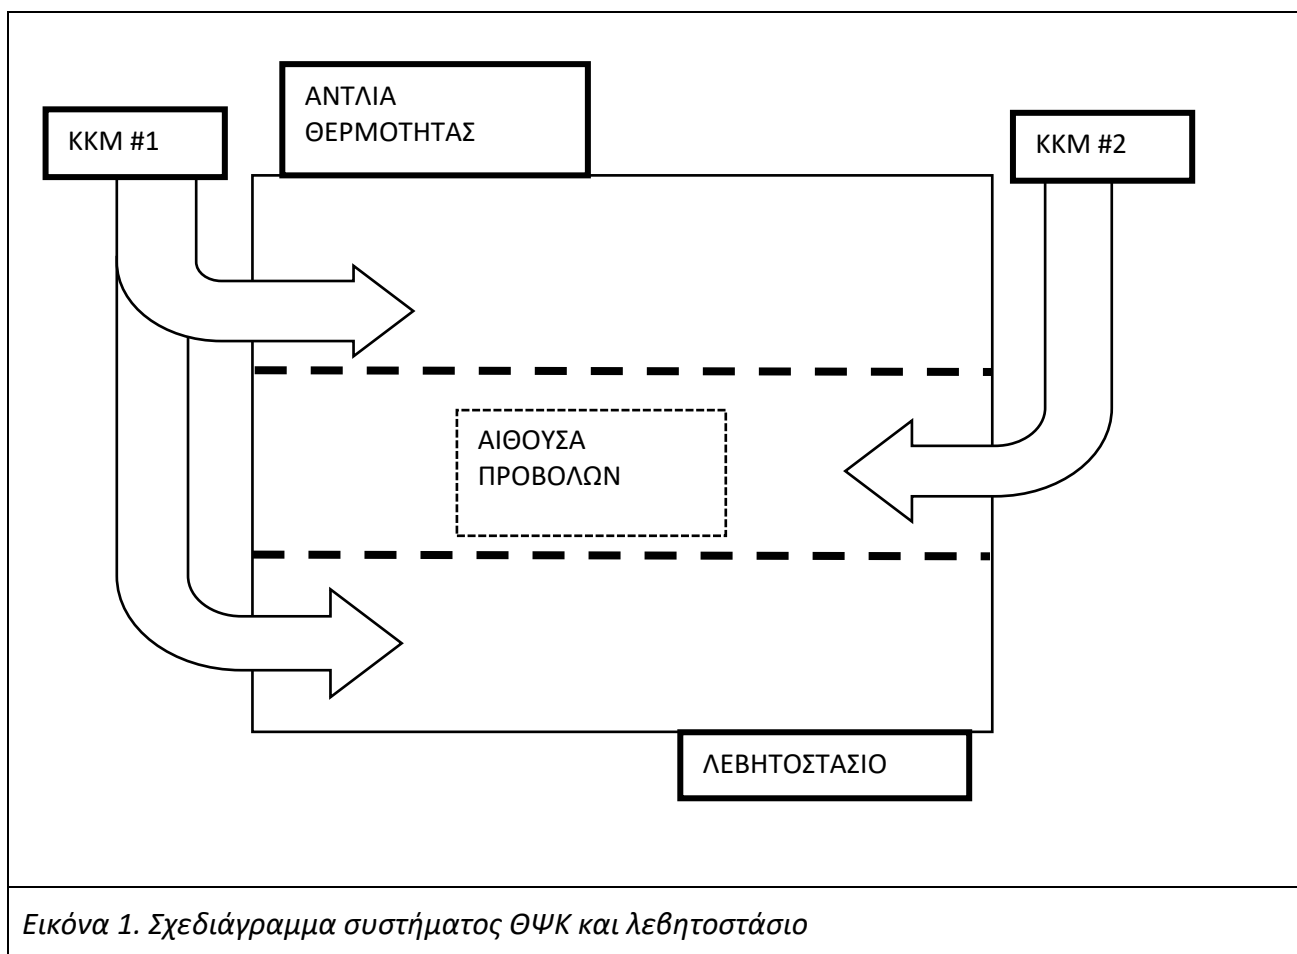 ΑΝΤΛΙΑ
ΘΕΡΜΟΤΗΤΑΣ
ΚΚΜ #1
ΚΚΜ #2
ΑΙΘΟΥΣΑ
ΠΡΟΒΟΛΩΝ
ΛΕΒΗΤΟΣΤΑΣΙΟ
Εικόνα 1. Σχεδιάγραμμα συστήματος ΘΨΚ και λεβητοστάσιο